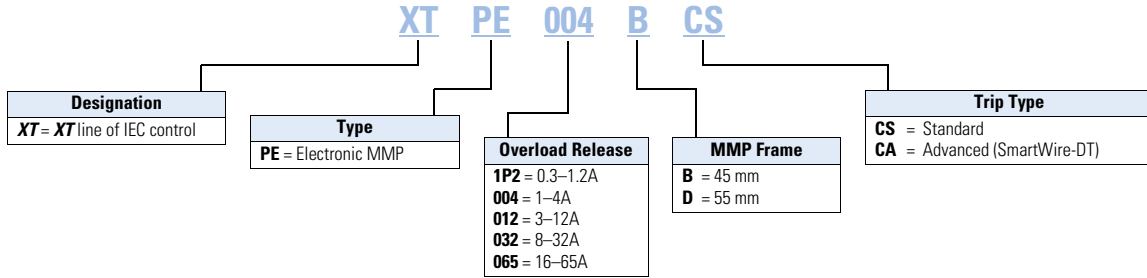 XT PE 004 B CS
Designation
XT = XT line of IEC control
Type
PE = Electronic MMP
Overload Release
1P2 = 0.3–1.2A
004 = 1–4A
012 = 3–12A
032 = 8–32A
065 = 16–65A
MMP Frame
B = 45 mm
D = 55 mm
Trip Type
CS = Standard
CA = Advanced (SmartWire-DT)